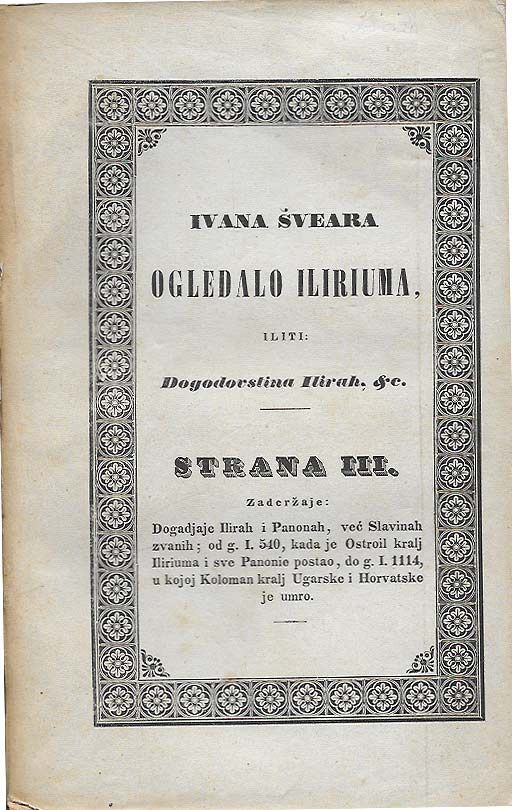 IVANA ŠVEARA
OGLEDALO ILIRIUMA,
ILITI:
Dogodovstina Ilirah, &c.
STRANA III.
Zaderžaje:
Dogadjaje Ilirah i Panonah, već Slavinah
zvanih; od g. I. 540, kada je Ostroil kralj
Iliriuma i sve Panonie postao, do g. I. 1114,
u kojoj Koloman kralj Ugarske i Horvatske
je umro.